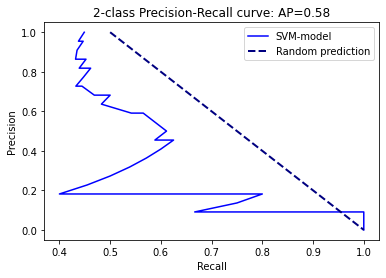 2-class Precision-Recall curve: AP=0.58
SVM-model
Random prediction
Precision
1.0
0.8
0.6
0.4
0.2
0.0
0.4 0.5 0.6 0.7 0.8 0.9 1.0
Recall